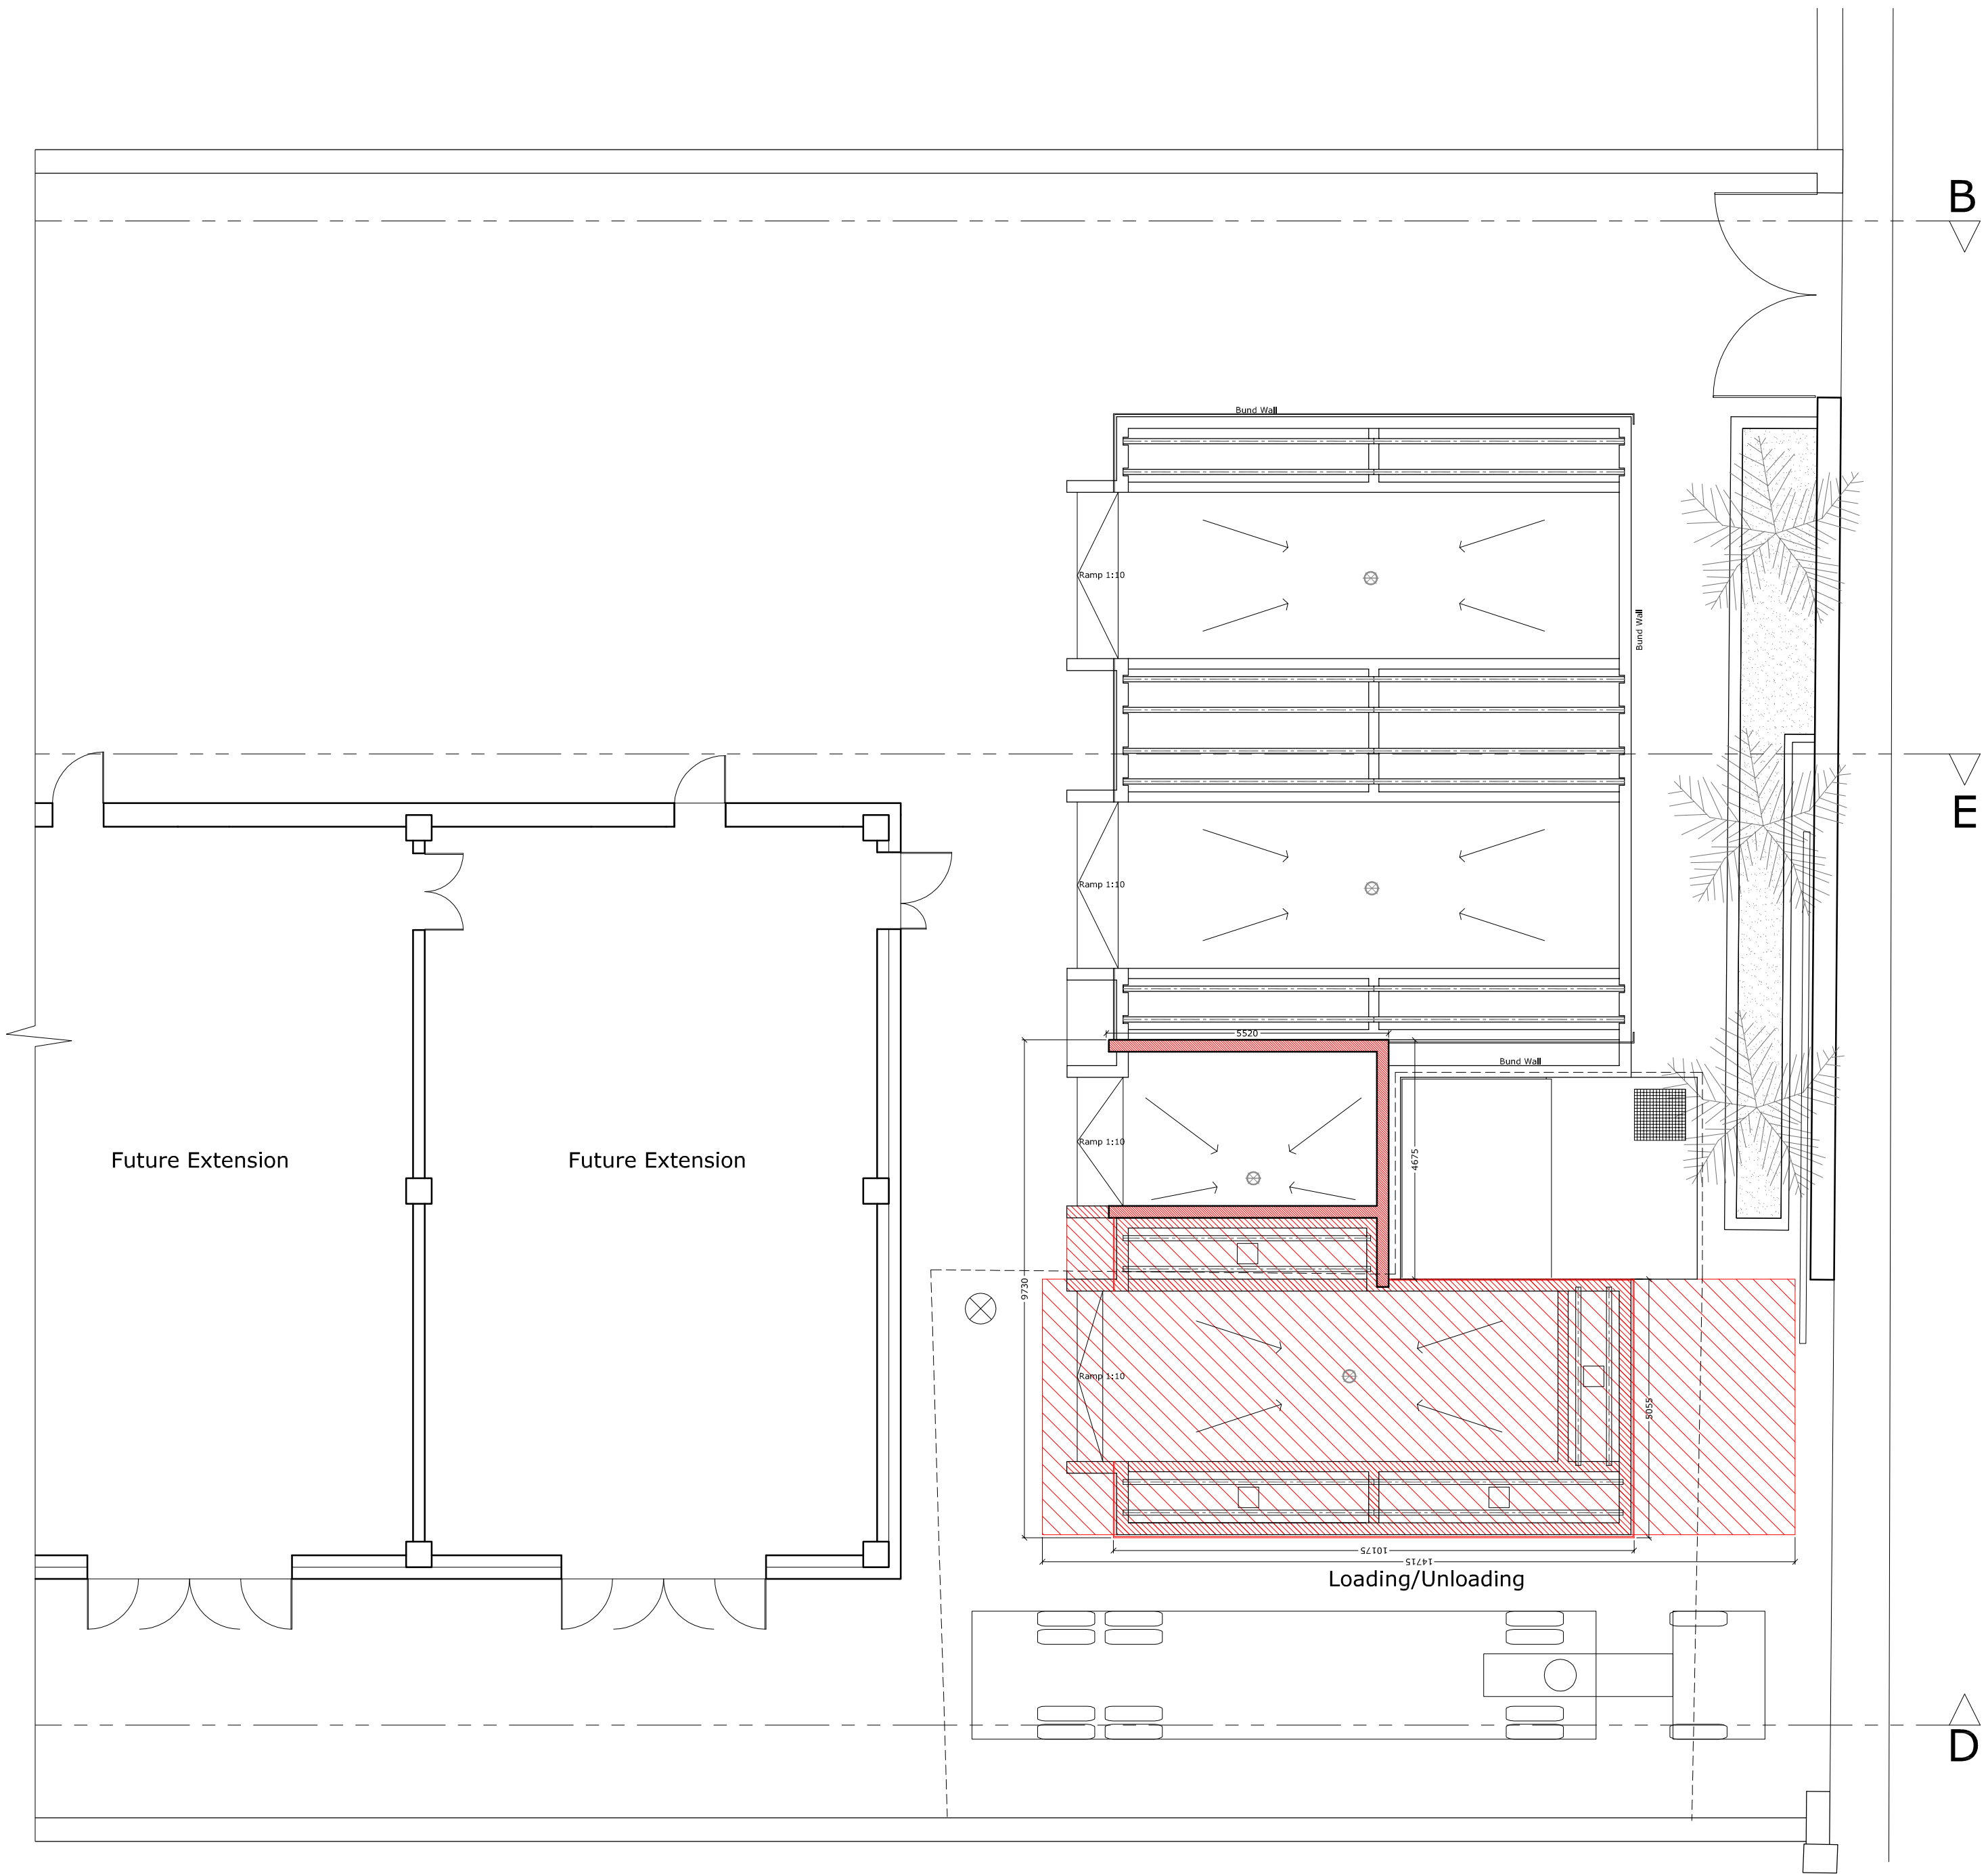 B
Bund Wall
Ramp 1:10
Bund Wall
E
Ramp 1:10
5520
Bund Wall
Ramp 1:10
4675
Future Extension
Future Extension
9730
Ramp 1:10
5055
10175
14715
Loading/Unloading
D